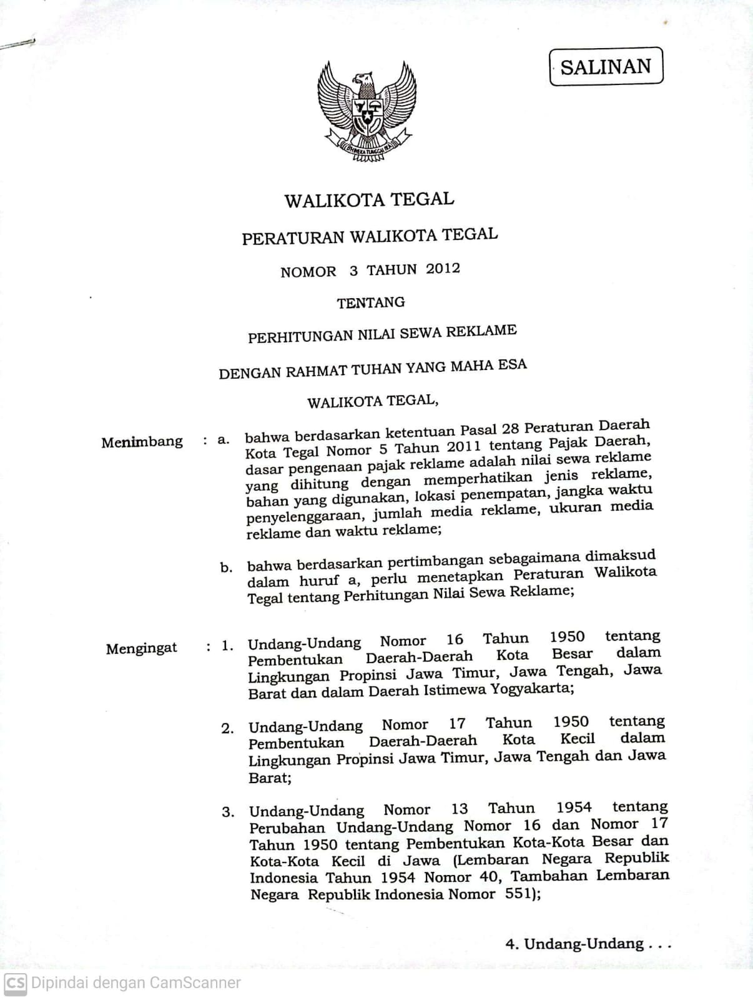 SALINAN
BHINNEKA TUNGGAL IKA
WALIKOTA TEGAL
PERATURAN WALIKOTA TEGAL
NOMOR 3 TAHUN 2012
TENTANG
PERHITUNGAN NILAI SEWA REKLAME
DENGAN RAHMAT TUHAN YANG MAHA ESA
WALIKOTA TEGAL,
Menimbang : a. bahwa berdasarkan ketentuan Pasal 28 Peraturan Daerah
Kota Tegal Nomor 5 Tahun 2011 tentang Pajak Daerah,
dasar pengenaan pajak reklame adalah nilai sewa reklame
yang dihitung dengan memperhatikan jenis reklame,
bahan yang digunakan, lokasi penempatan, jangka waktu
penyelenggaraan, jumlah media reklame, ukuran media
reklame dan waktu reklame;
b. bahwa berdasarkan pertimbangan sebagaimana dimaksud
dalam huruf a, perlu menetapkan Peraturan Walikota
Tegal tentang Perhitungan Nilai Sewa Reklame;
Mengingat : 1. Undang-Undang Nomor 16 Tahun 1950 tentang
Pembentukan Daerah-Daerah Kota Besar dalam
Lingkungan Propinsi Jawa Timur, Jawa Tengah, Jawa
Barat dan dalam Daerah Istimewa Yogyakarta;
2. Undang-Undang Nomor 17 Tahun 1950 tentang
Pembentukan Daerah-Daerah Kota Kecil dalam
Lingkungan Propinsi Jawa Timur, Jawa Tengah dan Jawa
Barat;
3. Undang-Undang Nomor 13 Tahun 1954 tentang
Perubahan Undang-Undang Nomor 16 dan Nomor 17
Tahun 1950 tentang Pembentukan Kota-Kota Besar dan
Kota-Kota Kecil di Jawa (Lembaran Negara Republik
Indonesia Tahun 1954 Nomor 40, Tambahan Lembaran
Negara Republik Indonesia Nomor 551);
4. Undang-Undang . . .
CS Dipindai dengan CamScanner